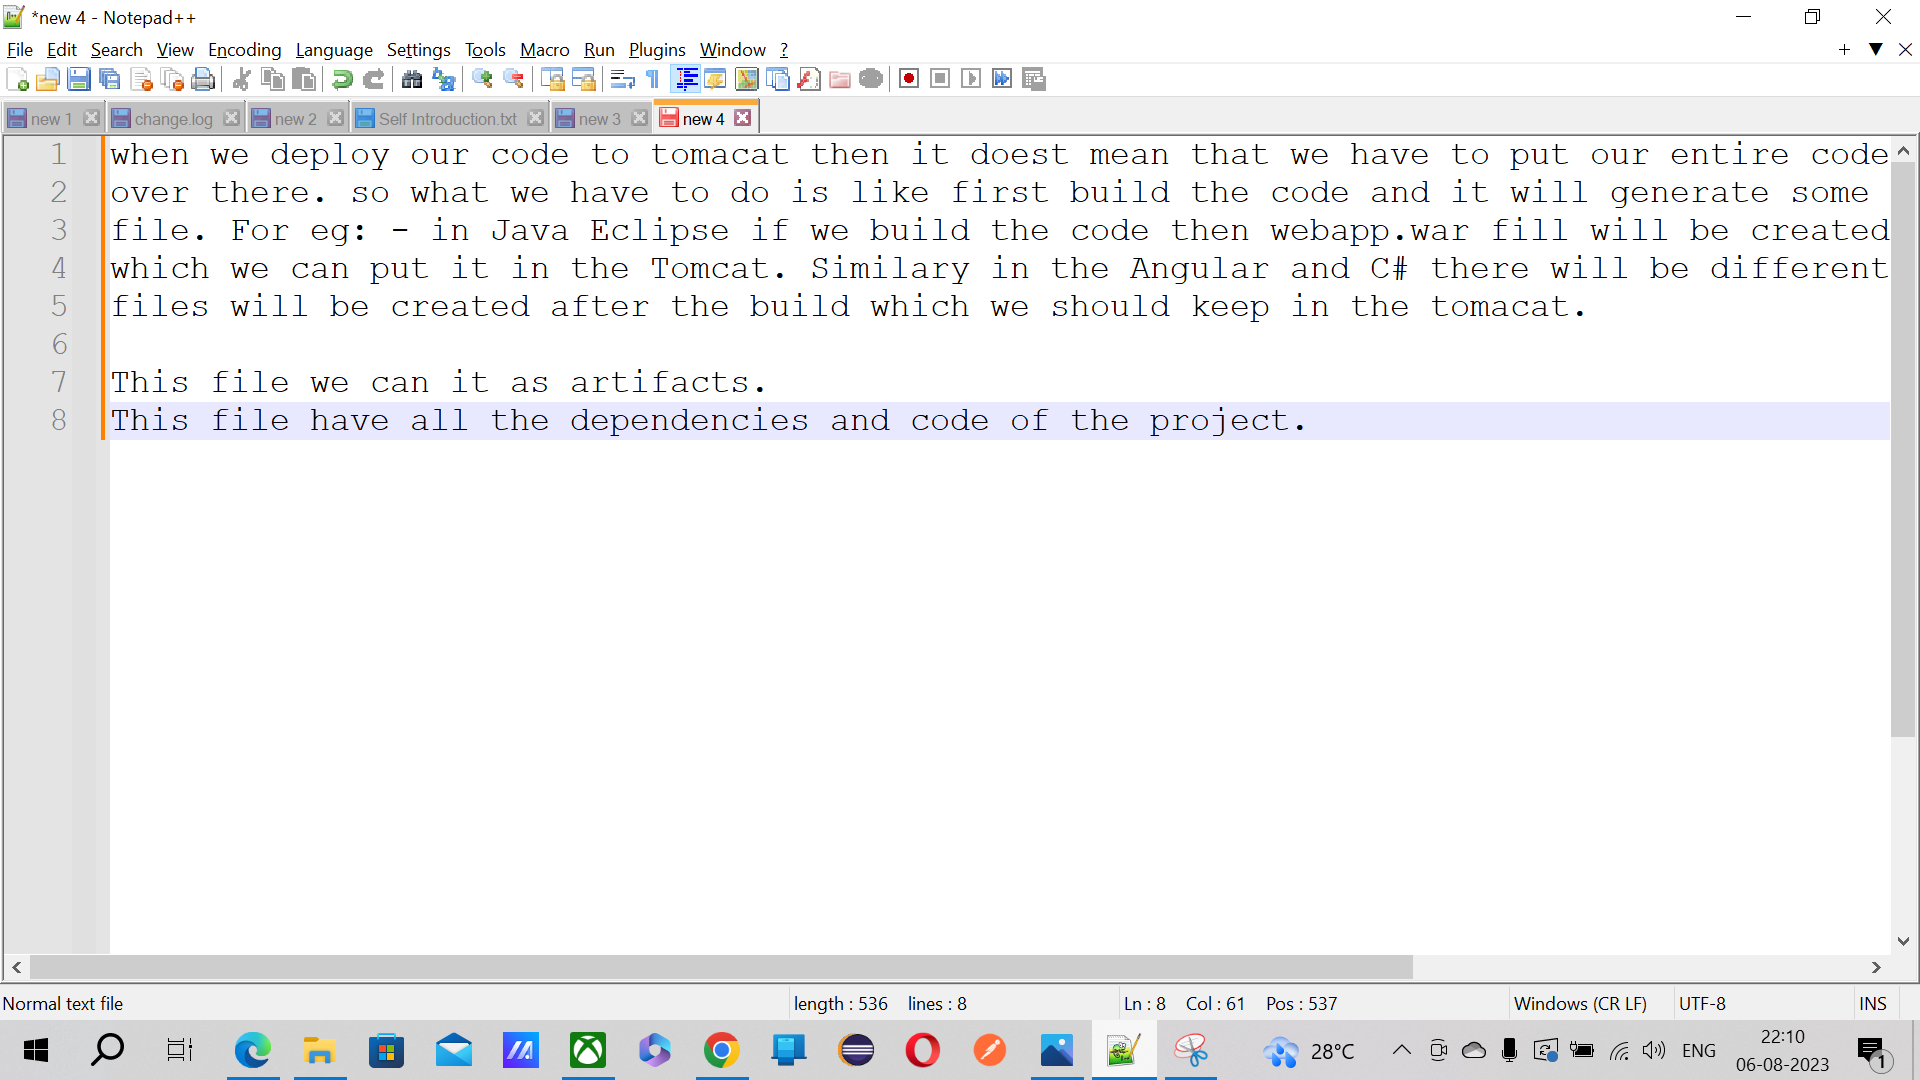 *new 4 - Notepad++
File Edit Search View Encoding Language Settings Tools Macro Run Plugins Window ?
new 1 change.log new 2 Self Introduction.txt new 3 new 4
1 when we deploy our code to tomacat then it doest mean that we have to put our entire code
2 over there. so what we have to do is like first build the code and it will generate some
3 file. For eg: - in Java Eclipse if we build the code then webapp.war fill will be created
4 which we can put it in the Tomcat. Similary in the Angular and C# there will be different
5 files will be created after the build which we should keep in the tomacat.
6
7 This file we can it as artifacts.
8 This file have all the dependencies and code of the project.
Normal text file length : 536 lines : 8 Ln : 8 Col : 61 Pos : 537 Windows (CR LF) UTF-8 INS
28°C ENG 22:10
06-08-2023 1